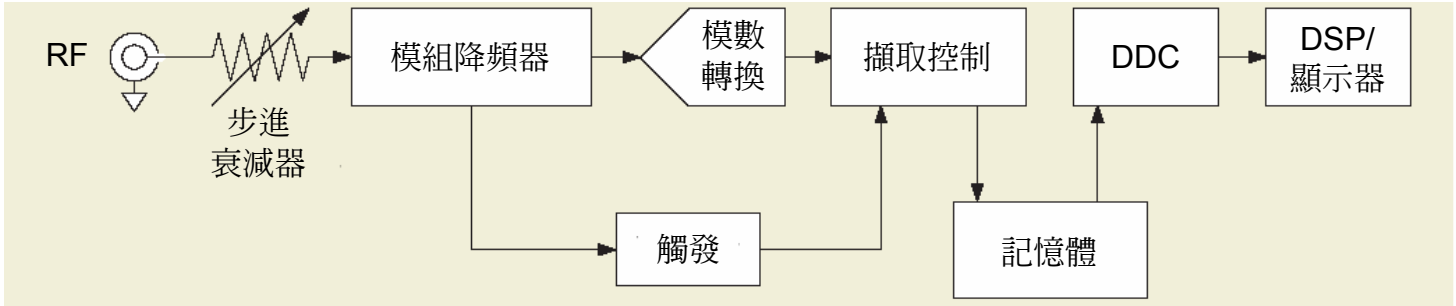 RF
步進
衰減器
模組降頻器
模數
轉換
擷取控制
DDC
DSP/
顯示器
觸發
記憶體